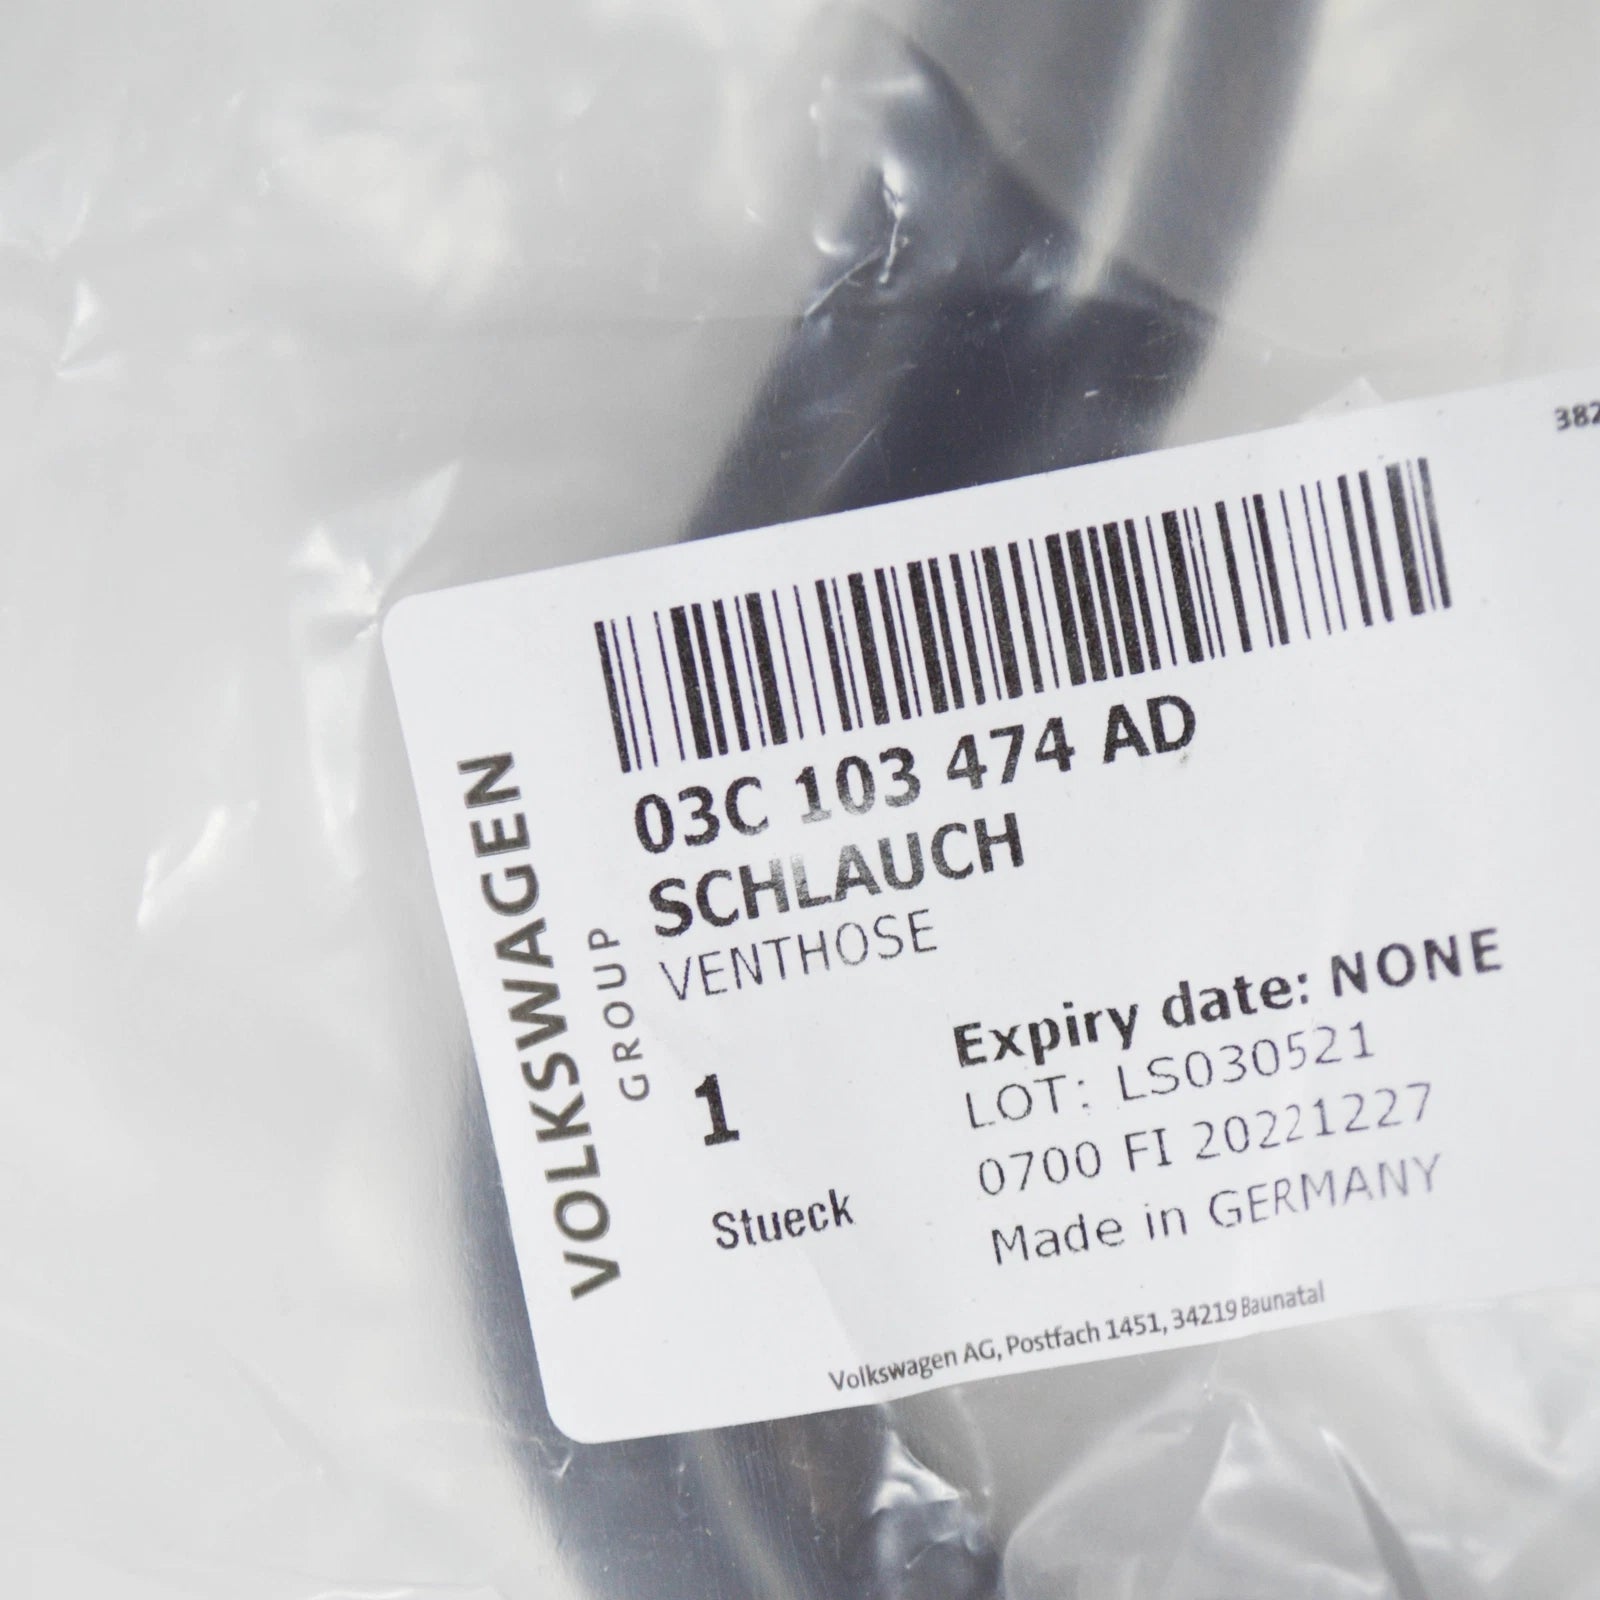 382
03C 103 474 AD
SCHLAUCH
VENTHOSE
VOLKSWAGEN
GROUP
1
Stueck
Expiry date: NONE
LOT: LS030521
0700 FI 20221227
Made in GERMANY
Volkswagen AG, Postfach 1451, 34219 Baunatal